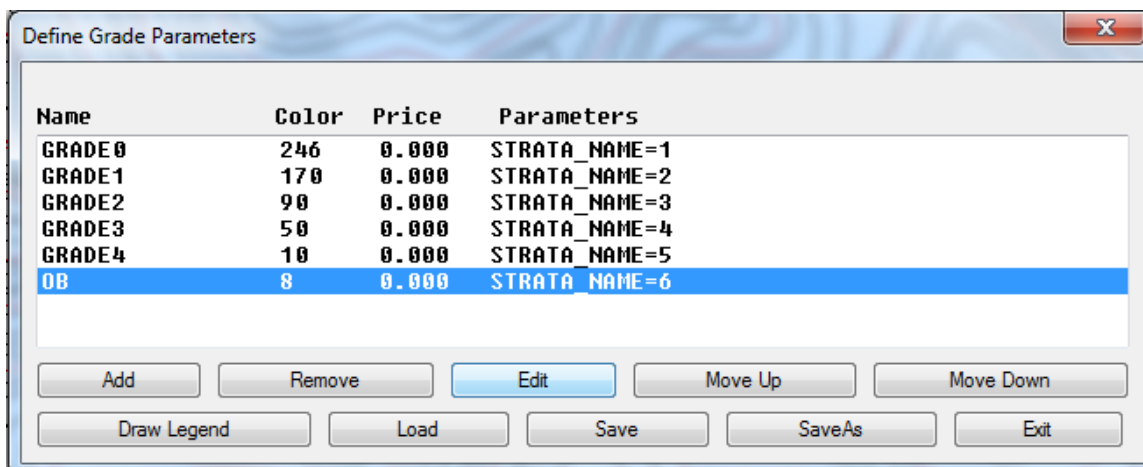 Define Grade Parameters
Name Color Price Parameters
GRADE0 246 0.000 STRATA_NAME=1
GRADE1 170 0.000 STRATA_NAME=2
GRADE2 90 0.000 STRATA_NAME=3
GRADE3 50 0.000 STRATA_NAME=4
GRADE4 10 0.000 STRATA_NAME=5
OB 8 0.000 STRATA_NAME=6
Add Remove Edit Move Up Move Down
Draw Legend Load Save SaveAs Exit